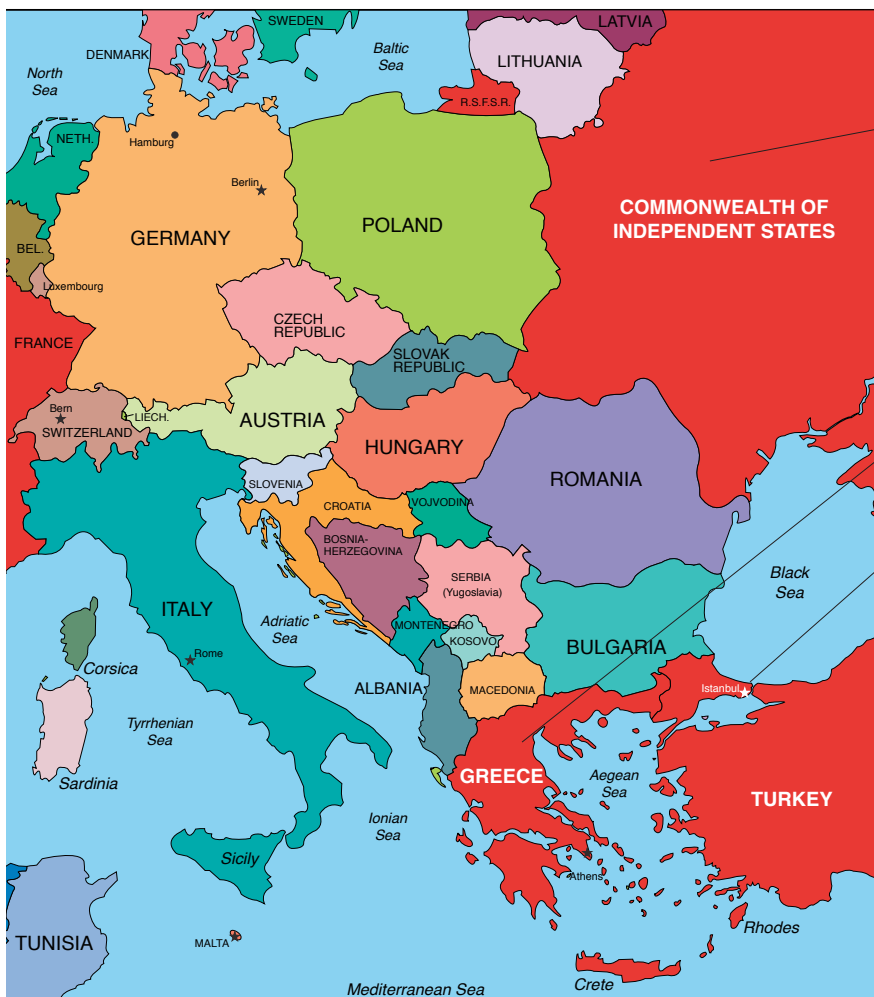 SWEDEN
LATVIA
DENMARK
Baltic
Sea
North
Sea
LITHUANIA
R.S.F.S.R.
NETH.
Hamburg
Berlin
COMMONWEALTH OF
INDEPENDENT STATES
POLAND
GERMANY
BEL.
Luxembourg
CZECH
REPUBLIC
FRANCE
SLOVAK
REPUBLIC
Bern
LIECH.
SWITZERLAND
AUSTRIA
HUNGARY
ROMANIA
SLOVENIA
CROATIA
VOJVODINA
BOSNIA-
HERZEGOVINA
SERBIA
(Yugoslavia)
Black
Sea
ITALY
Adriatic
Sea
MONTENEGRO
KOSOVO
BULGARIA
Rome
Corsica
ALBANIA
MACEDONIA
Istanbul
Tyrrhenian
Sea
Sardinia
GREECE
Aegean
Sea
TURKEY
Ionian
Sea
Sicily
Athens
Rhodes
TUNISIA
MALTA
Crete
Mediterranean Sea